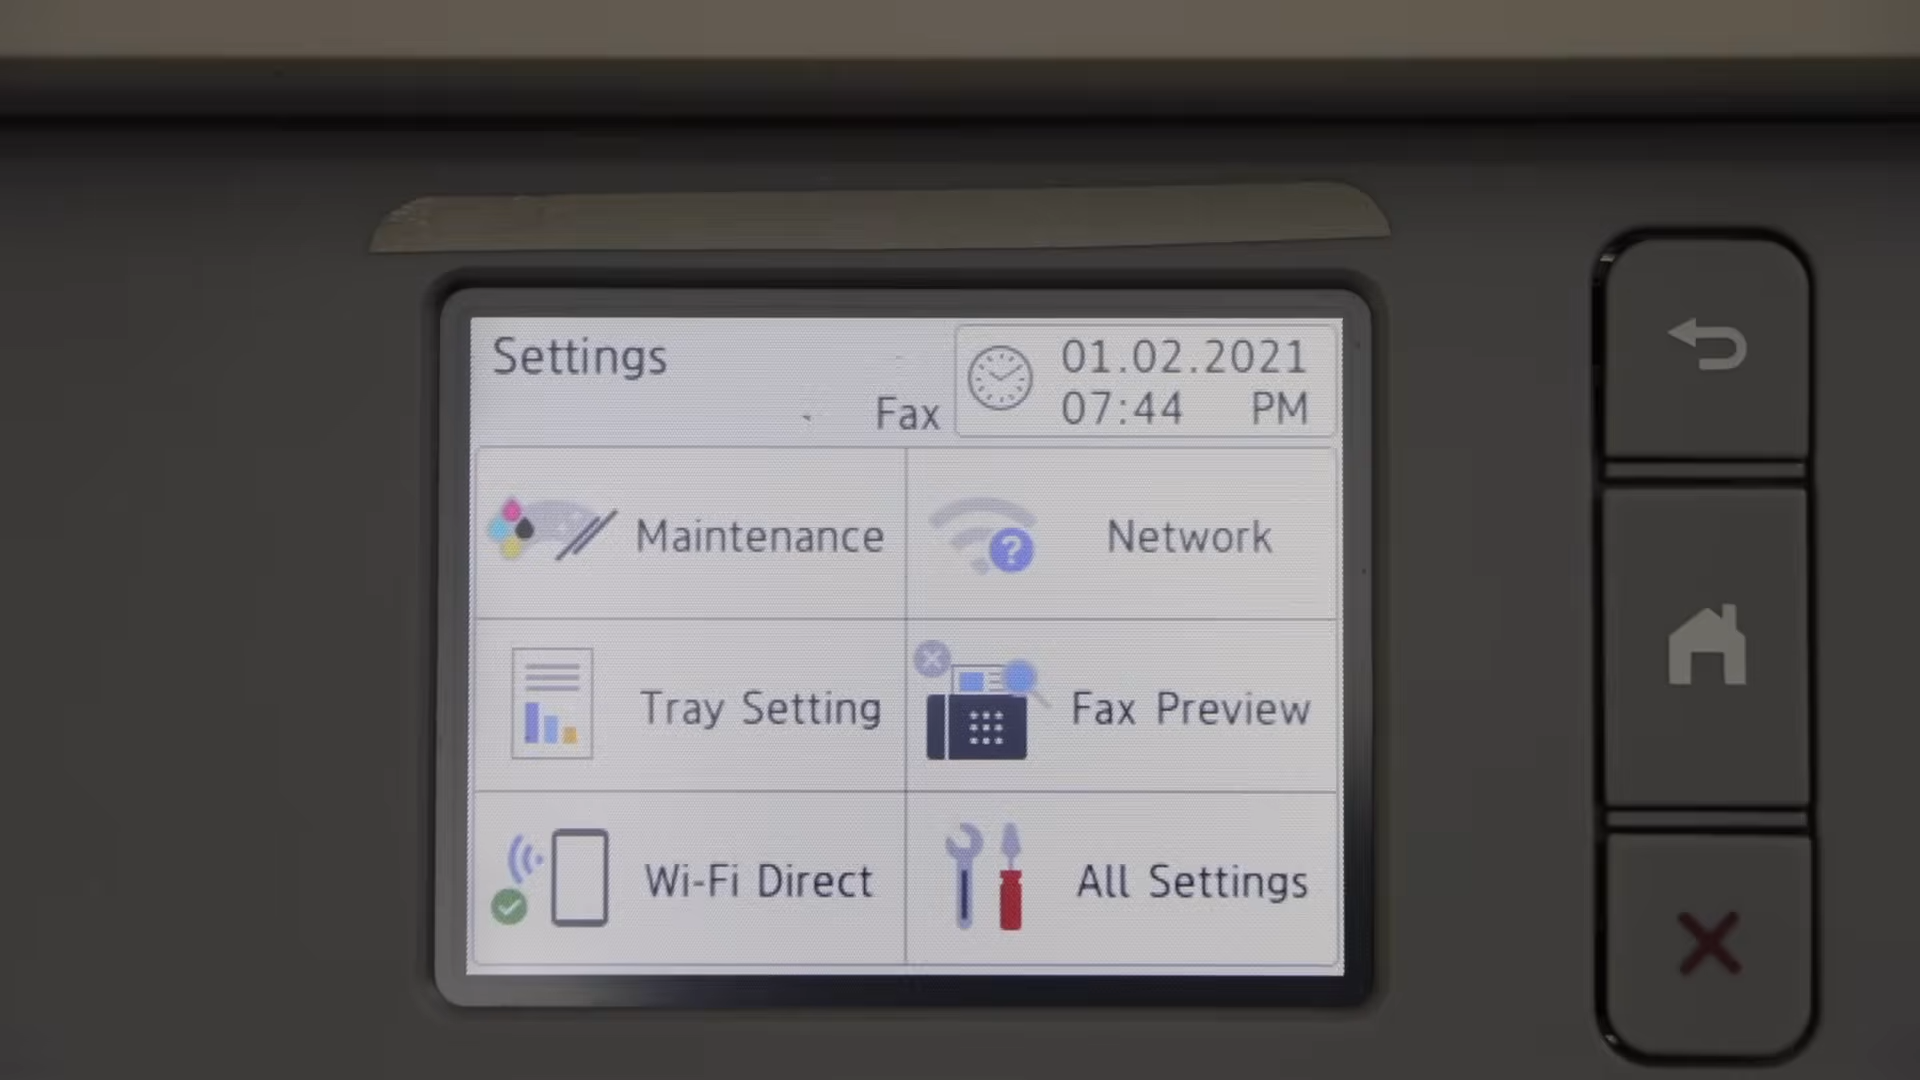 Settings
01.02.2021
Fax
07:44 PM
Maintenance
Network
Tray Setting
Fax Preview
Wi-Fi Direct
All Settings